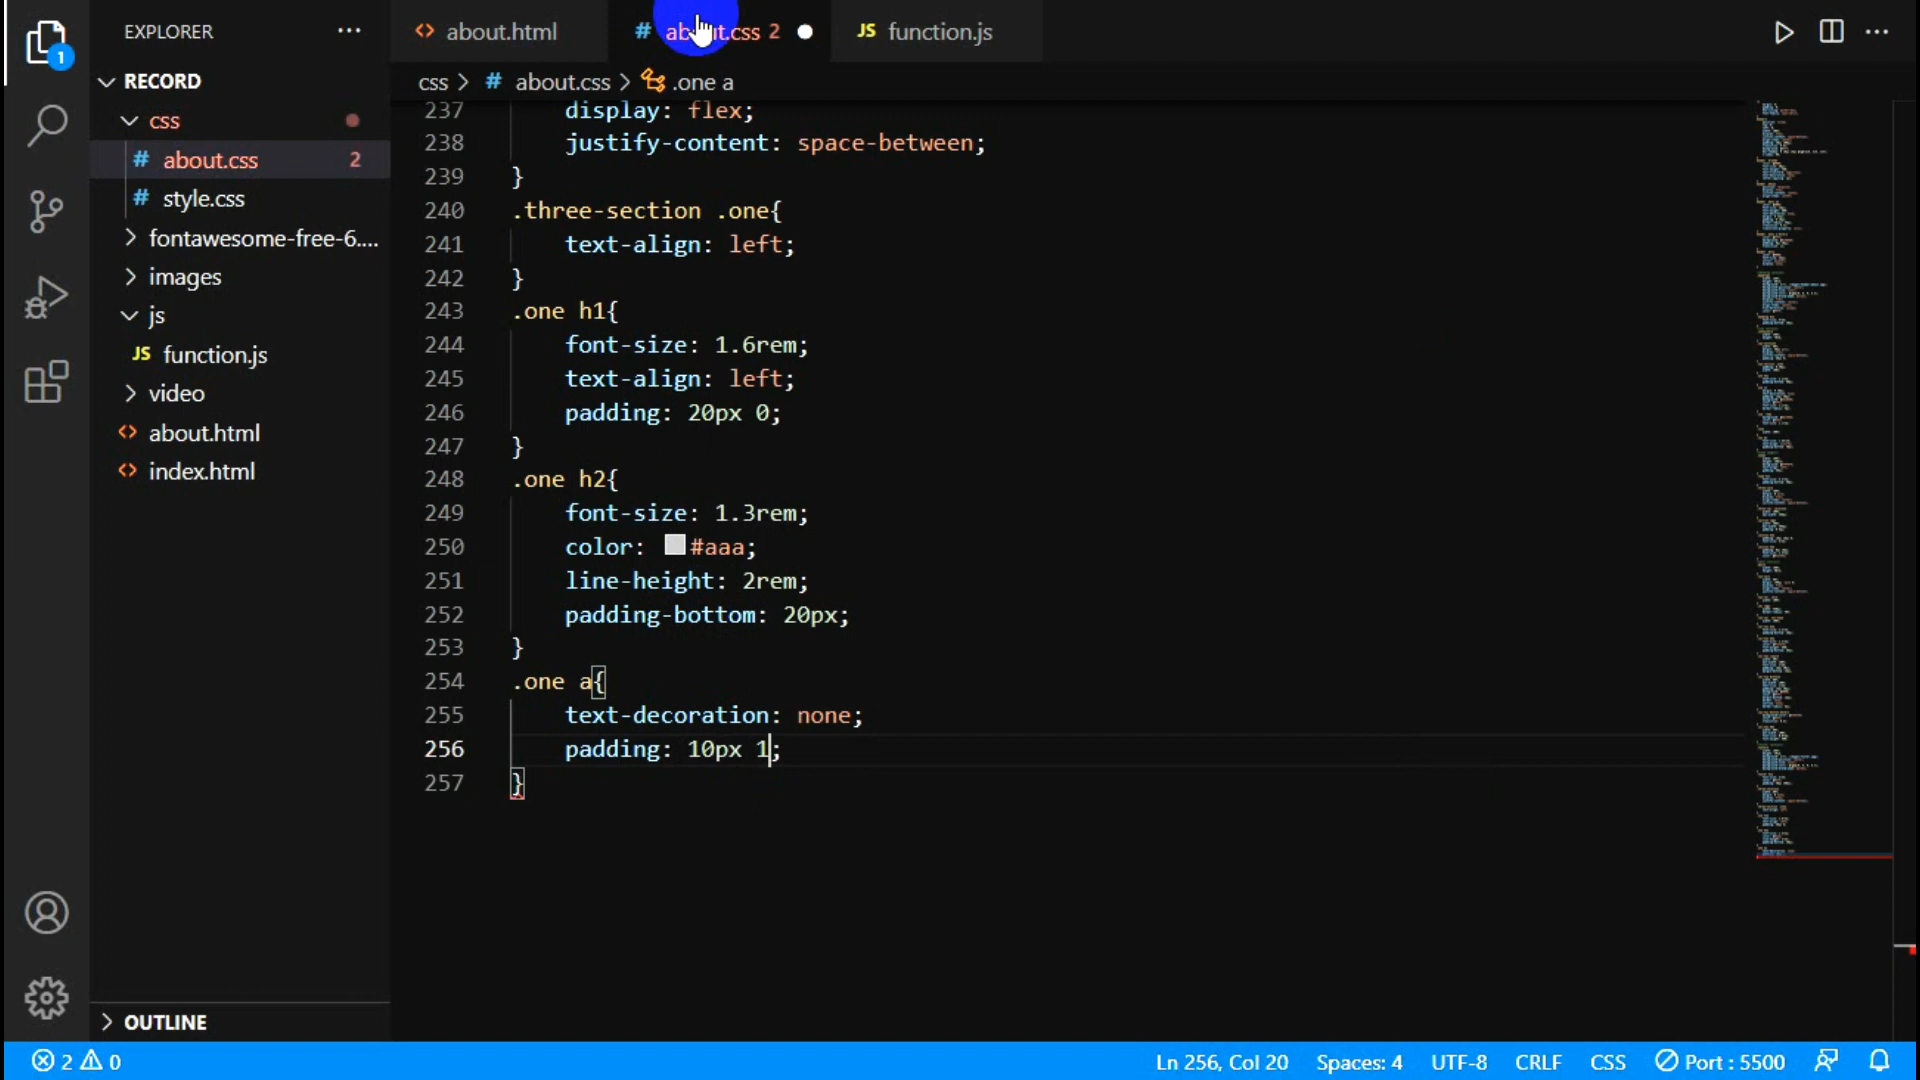 EXPLORER
RECORD
css
about.css 2
style.css
fontawesome-free-6....
images
js
JS function.js
video
about.html
index.html
OUTLINE
1
about.html
# about.css 2
JS function.js
css > # about.css > .one a
237 display: flex;
238 justify-content: space-between;
239 }
240 .three-section .one{
241 text-align: left;
242 }
243 .one h1{
244 font-size: 1.6rem;
245 text-align: left;
246 padding: 20px 0;
247 }
248 .one h2{
249 font-size: 1.3rem;
250 color: #aaa;
251 line-height: 2rem;
252 padding-bottom: 20px;
253 }
254 .one a{
255 text-decoration: none;
256 padding: 10px 1;
257 }
2 0
Ln 256, Col 20 Spaces: 4 UTF-8 CRLF CSS Port : 5500